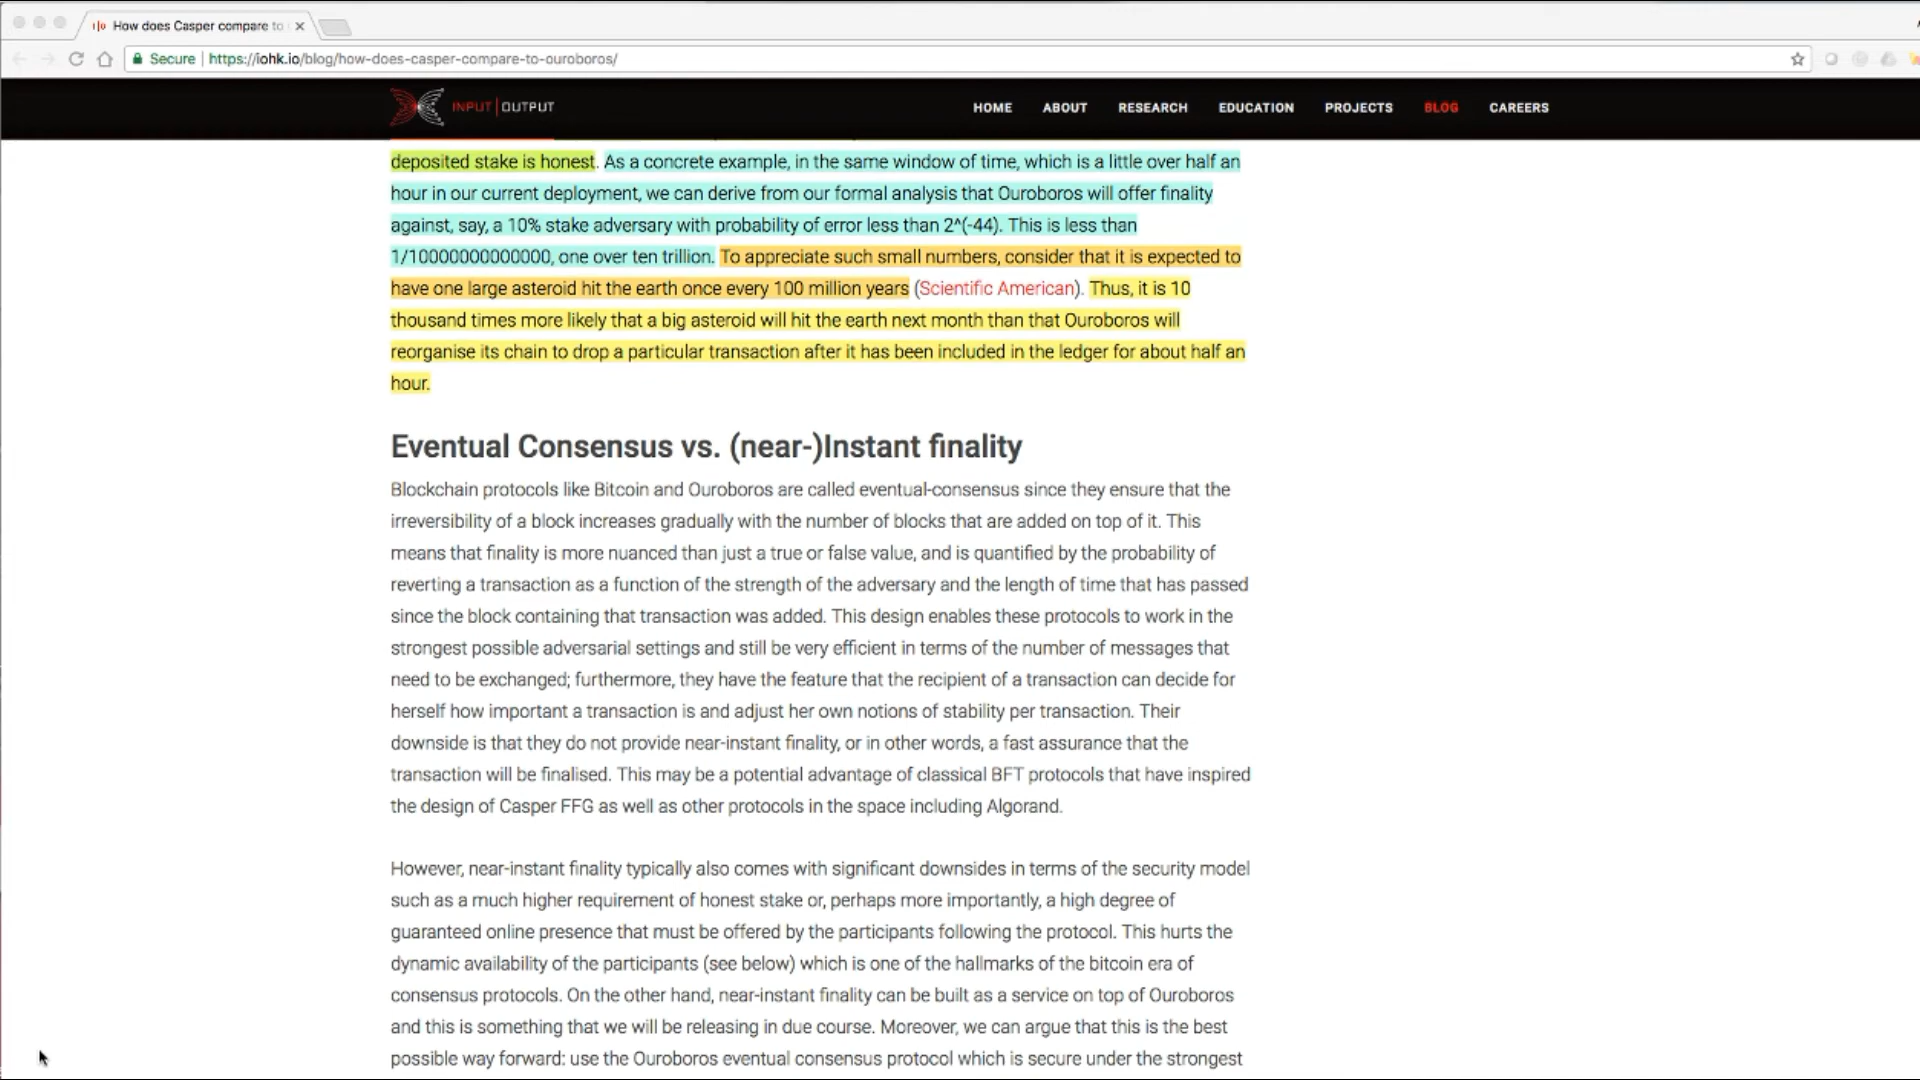 How does Casper compare to
Secure https://iohk.io/blog/how-does-casper-compare-to-ouroboros/
INPUT | OUTPUT
HOME ABOUT RESEARCH EDUCATION PROJECTS BLOG CAREERS
deposited stake is honest. As a concrete example, in the same window of time, which is a little over half an
hour in our current deployment, we can derive from our formal analysis that Ouroboros will offer finality
against, say, a 10% stake adversary with probability of error less than 2^(-44). This is less than
1/10000000000000, one over ten trillion. To appreciate such small numbers, consider that it is expected to
have one large asteroid hit the earth once every 100 million years (Scientific American). Thus, it is 10
thousand times more likely that a big asteroid will hit the earth next month than that Ouroboros will
reorganise its chain to drop a particular transaction after it has been included in the ledger for about half an
hour.
Eventual Consensus vs. (near-)Instant finality
Blockchain protocols like Bitcoin and Ouroboros are called eventual-consensus since they ensure that the
irreversibility of a block increases gradually with the number of blocks that are added on top of it. This
means that finality is more nuanced than just a true or false value, and is quantified by the probability of
reverting a transaction as a function of the strength of the adversary and the length of time that has passed
since the block containing that transaction was added. This design enables these protocols to work in the
strongest possible adversarial settings and still be very efficient in terms of the number of messages that
need to be exchanged; furthermore, they have the feature that the recipient of a transaction can decide for
herself how important a transaction is and adjust her own notions of stability per transaction. Their
downside is that they do not provide near-instant finality, or in other words, a fast assurance that the
transaction will be finalised. This may be a potential advantage of classical BFT protocols that have inspired
the design of Casper FFG as well as other protocols in the space including Algorand.
However, near-instant finality typically also comes with significant downsides in terms of the security model
such as a much higher requirement of honest stake or, perhaps more importantly, a high degree of
guaranteed online presence that must be offered by the participants following the protocol. This hurts the
dynamic availability of the participants (see below) which is one of the hallmarks of the bitcoin era of
consensus protocols. On the other hand, near-instant finality can be built as a service on top of Ouroboros
and this is something that we will be releasing in due course. Moreover, we can argue that this is the best
possible way forward: use the Ouroboros eventual consensus protocol which is secure under the strongest